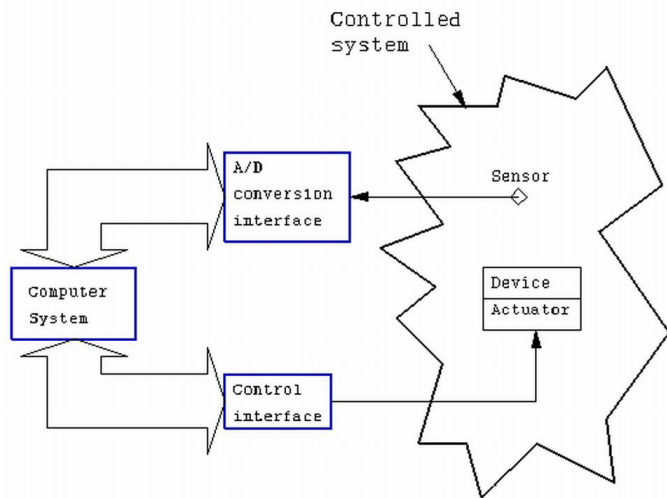 Controlled
system
A/D
conversion
interface
Sensor
Computer
System
Device
Actuator
Control
interface